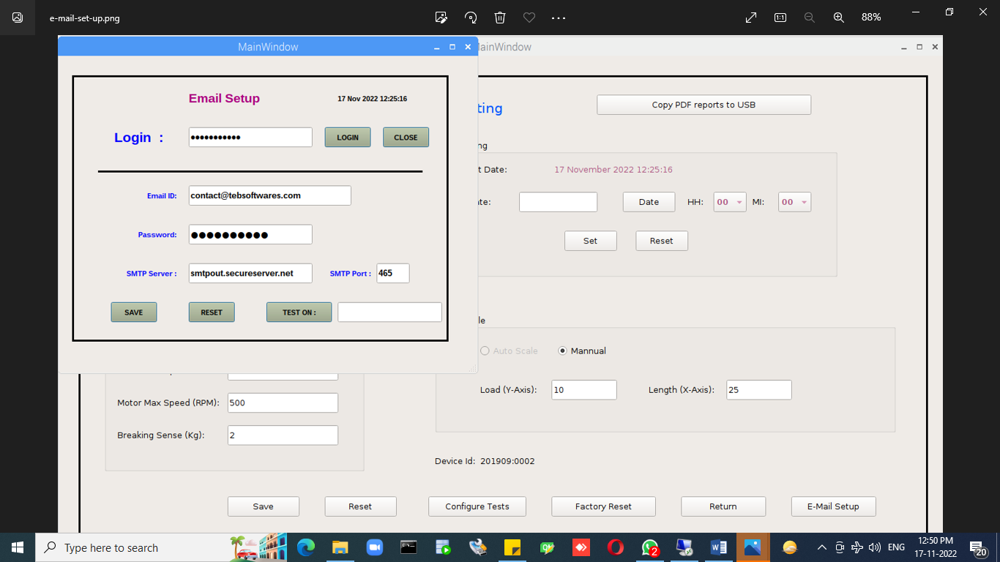 e-mail-set-up.png
88%
MainWindow
ainWindow
Email Setup
17 Nov 2022 12:25:16
Login :
●●●●●●●●●●●
LOGIN
CLOSE
Email ID:
contact@tebsoftwares.com
Password:
●●●●●●●●●●
SMTP Server :
smtpout.secureserver.net
SMTP Port :
465
SAVE
RESET
TEST ON :
ting
Copy PDF reports to USB
ng
t Date:
17 November 2022 12:25:16
te:
Date
HH:
00
MI:
00
Set
Reset
le
Auto Scale
Mannual
Load (Y-Axis):
10
Length (X-Axis):
25
Motor Max Speed (RPM):
500
Breaking Sense (Kg):
2
Device Id: 201909:0002
Save
Reset
Configure Tests
Factory Reset
Return
E-Mail Setup
Type here to search
2
ENG
12:50 PM
17-11-2022
20